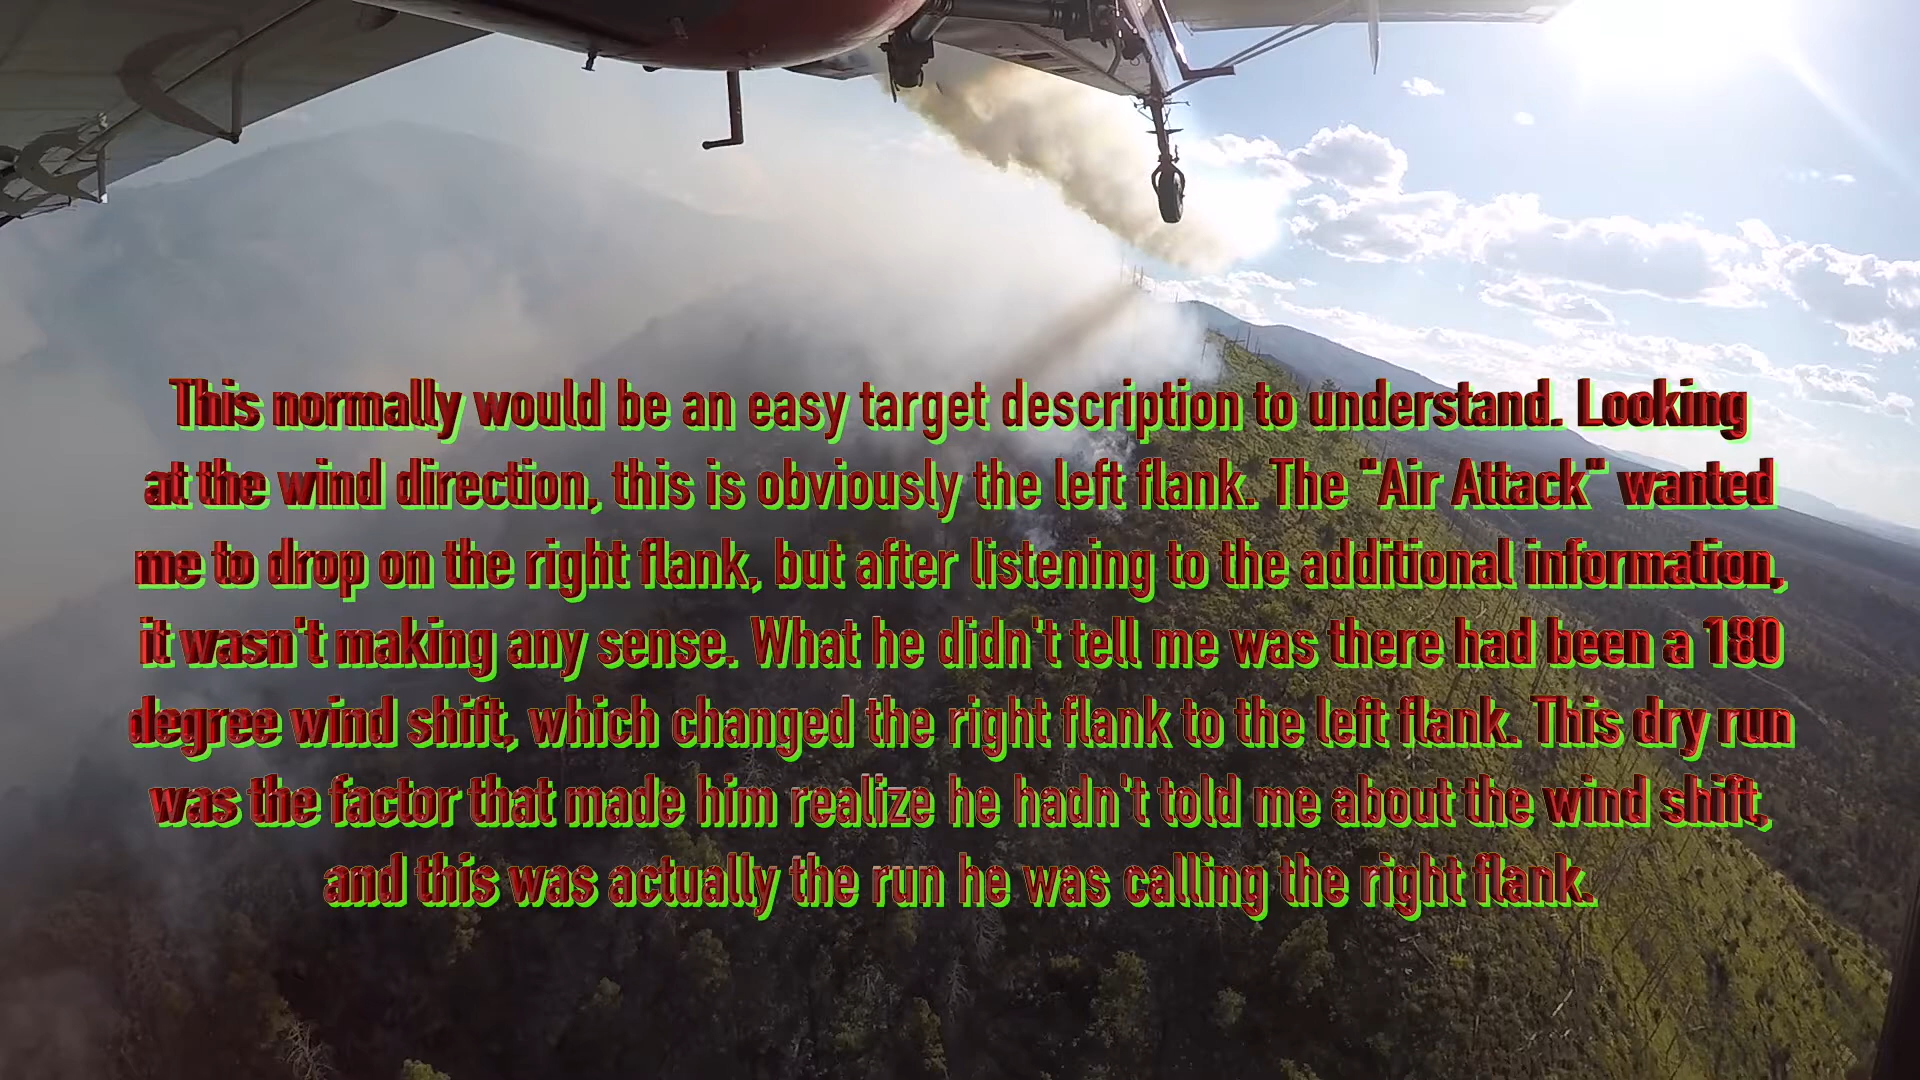 This normally would be an easy target description to understand. Looking
at the wind direction, this is obviously the left flank. The "Air Attack" wanted
me to drop on the right flank, but after listening to the additional information,
it wasn't making any sense. What he didn't tell me was there had been a 180
degree wind shift, which changed the right flank to the left flank. This dry run
was the factor that made him realize he hadn't told me about the wind shift,
and this was actually the run he was calling the right flank.